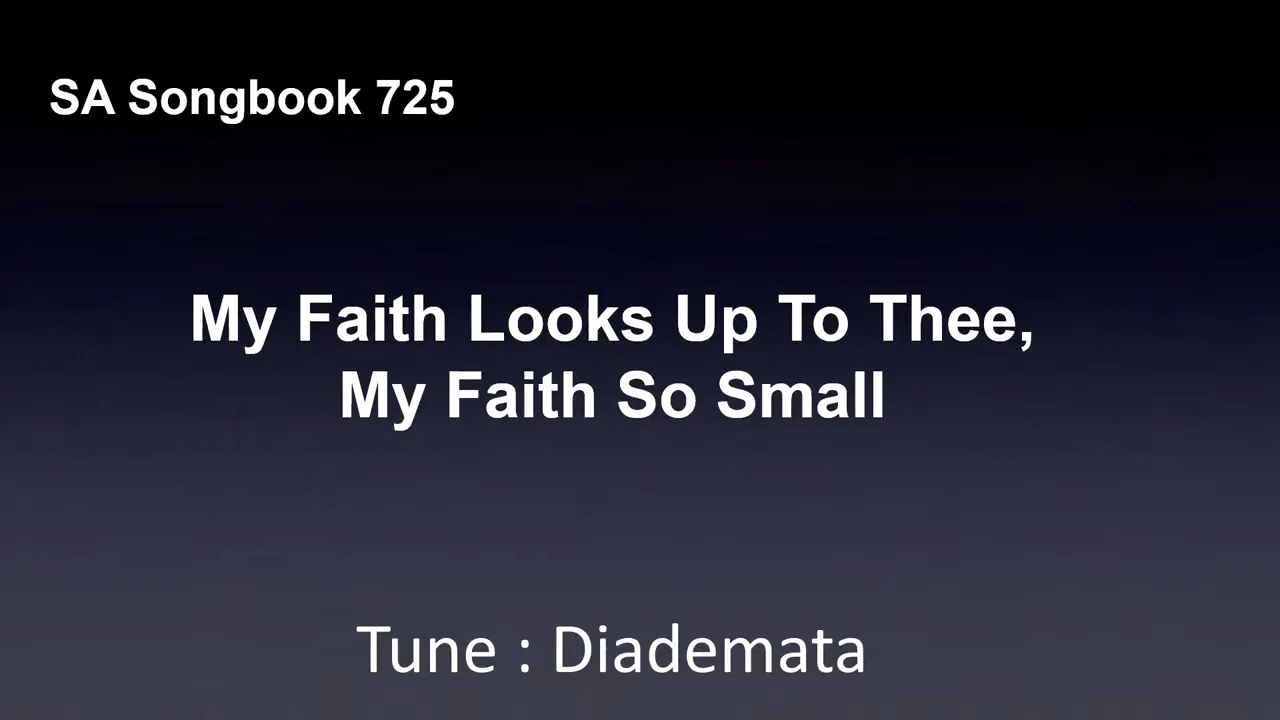 SA Songbook 725
My Faith Looks Up To Thee,
My Faith So Small
Tune : Diademata